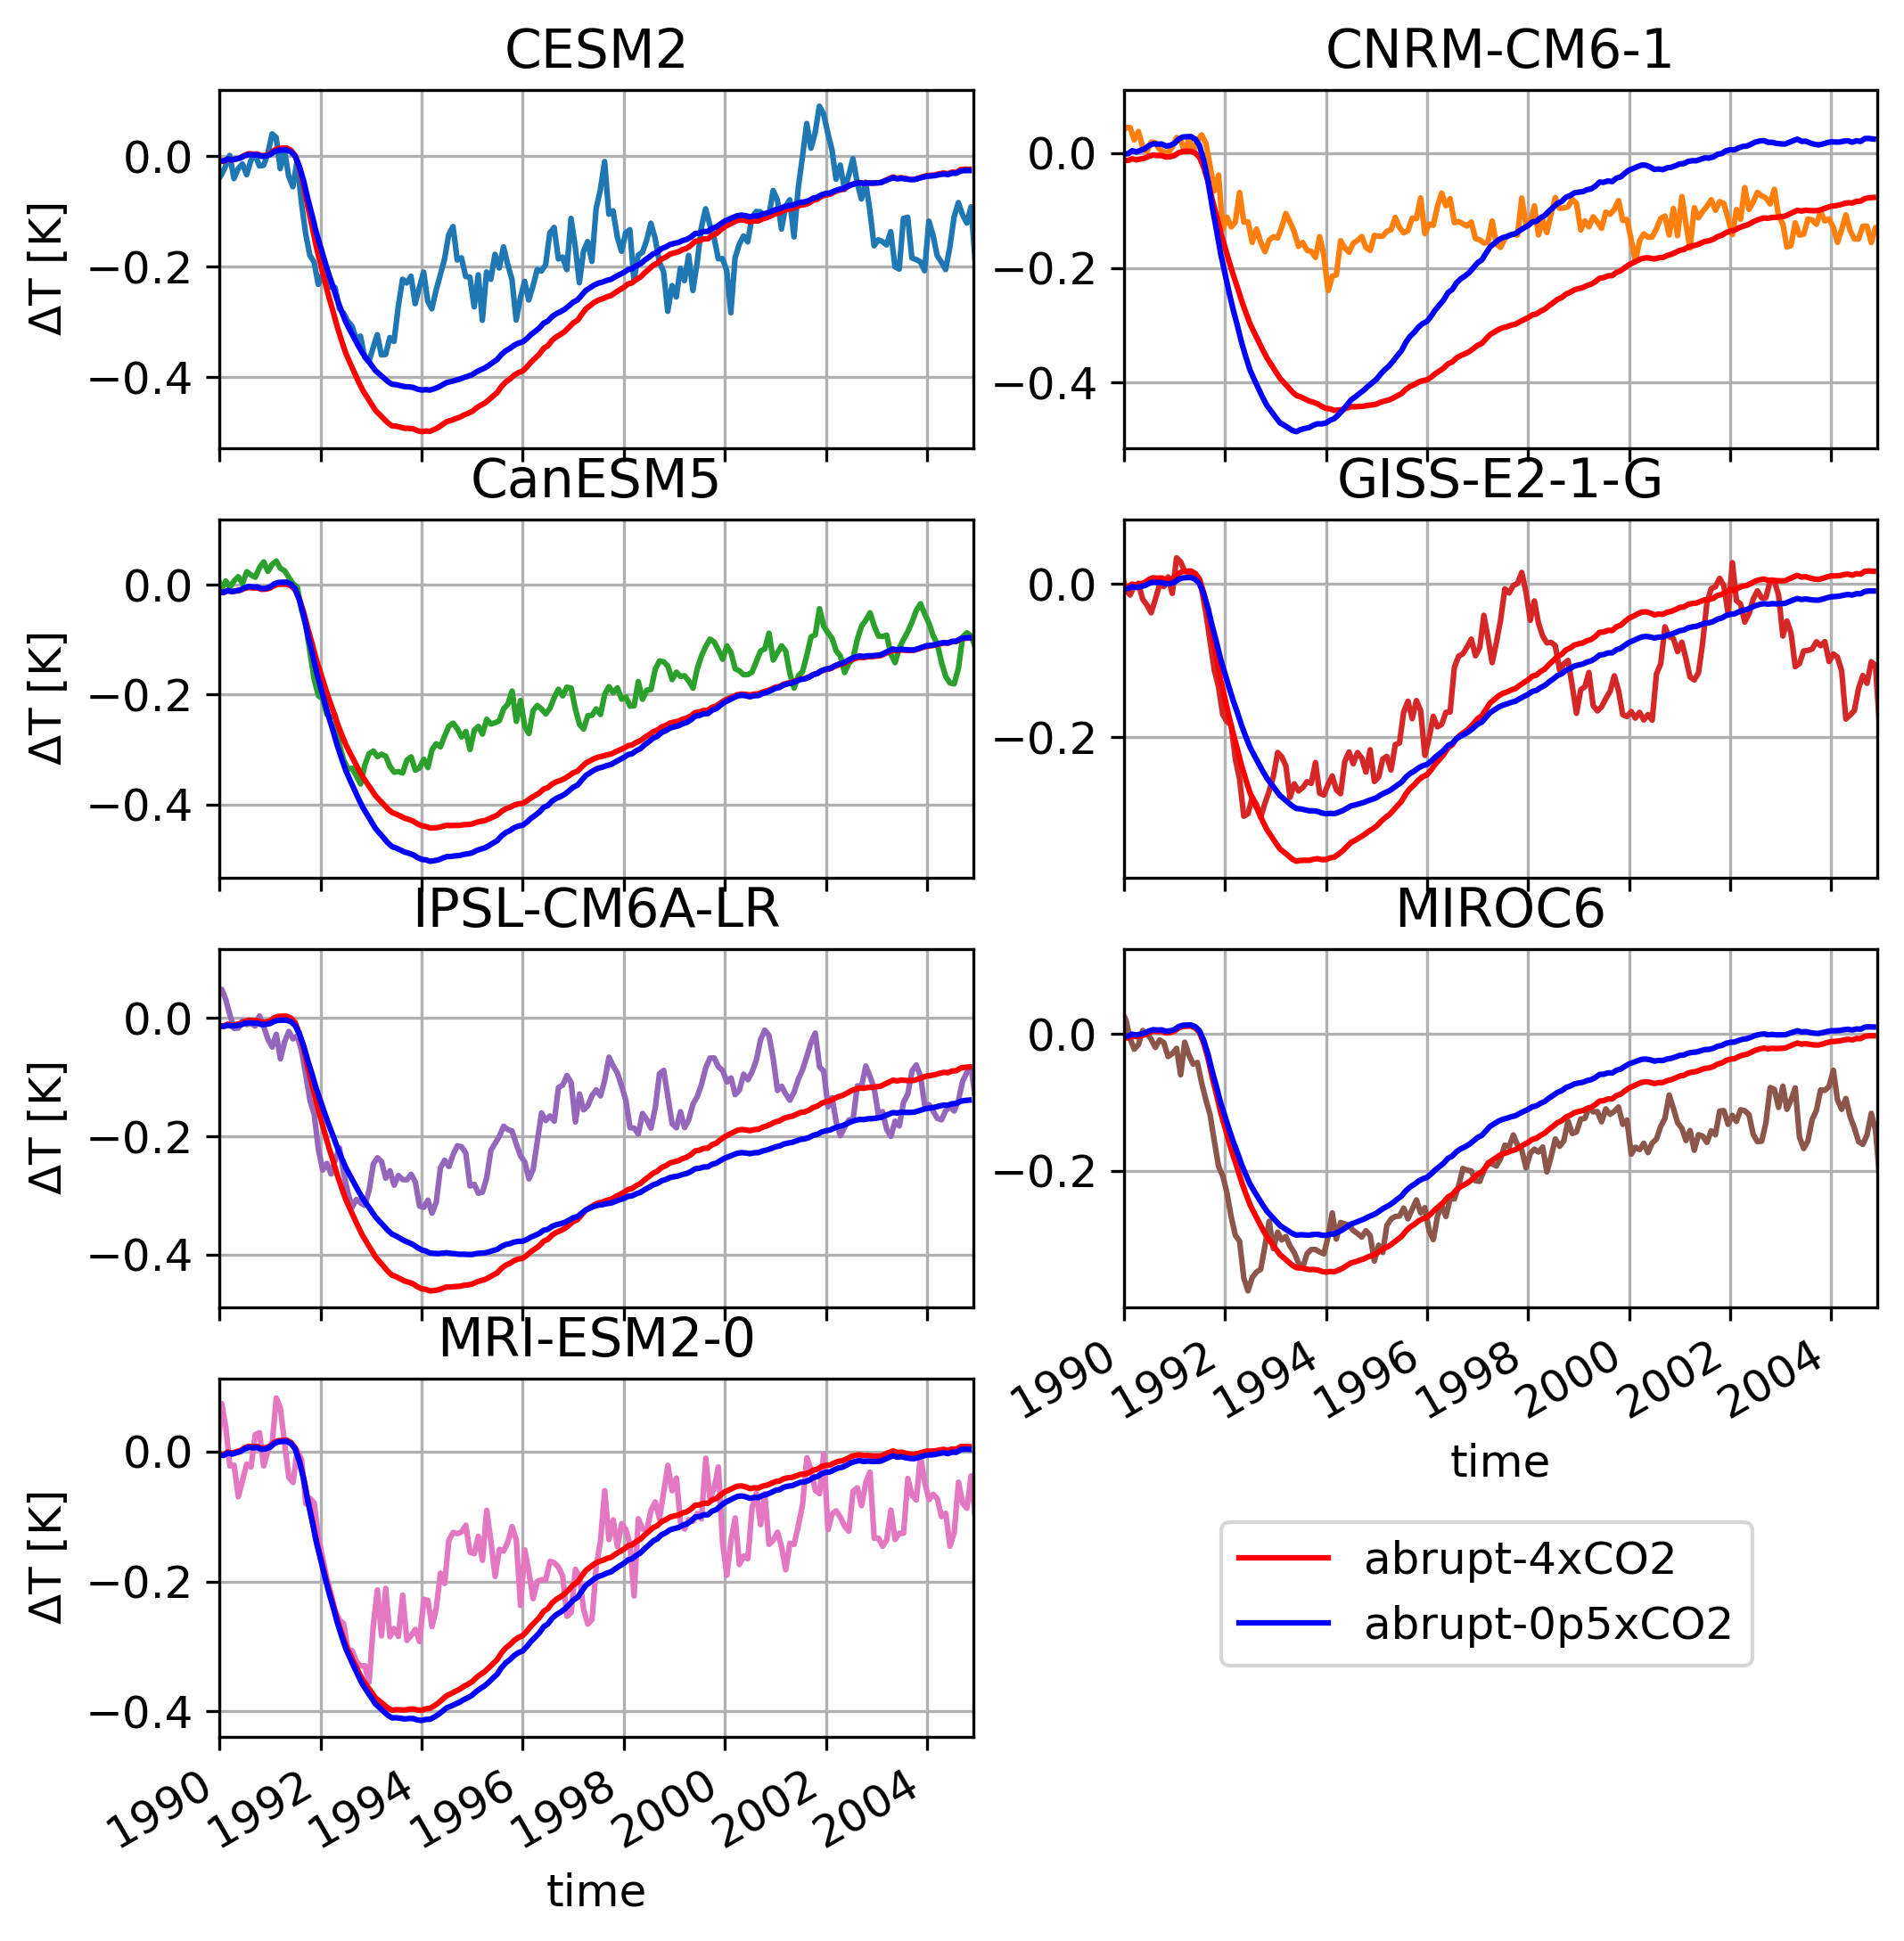 CESM2
CNRM-CM6-1
ΔT [K]
0.0
−0.2
−0.4
0.0
−0.2
−0.4
CanESM5
GISS-E2-1-G
ΔT [K]
0.0
−0.2
−0.4
0.0
−0.2
IPSL-CM6A-LR
MIROC6
ΔT [K]
0.0
−0.2
−0.4
0.0
−0.2
1990 1992 1994 1996 1998 2000 2002 2004
time
MRI-ESM2-0
ΔT [K]
0.0
−0.2
−0.4
1990 1992 1994 1996 1998 2000 2002 2004
time
abrupt-4xCO2
abrupt-0p5xCO2